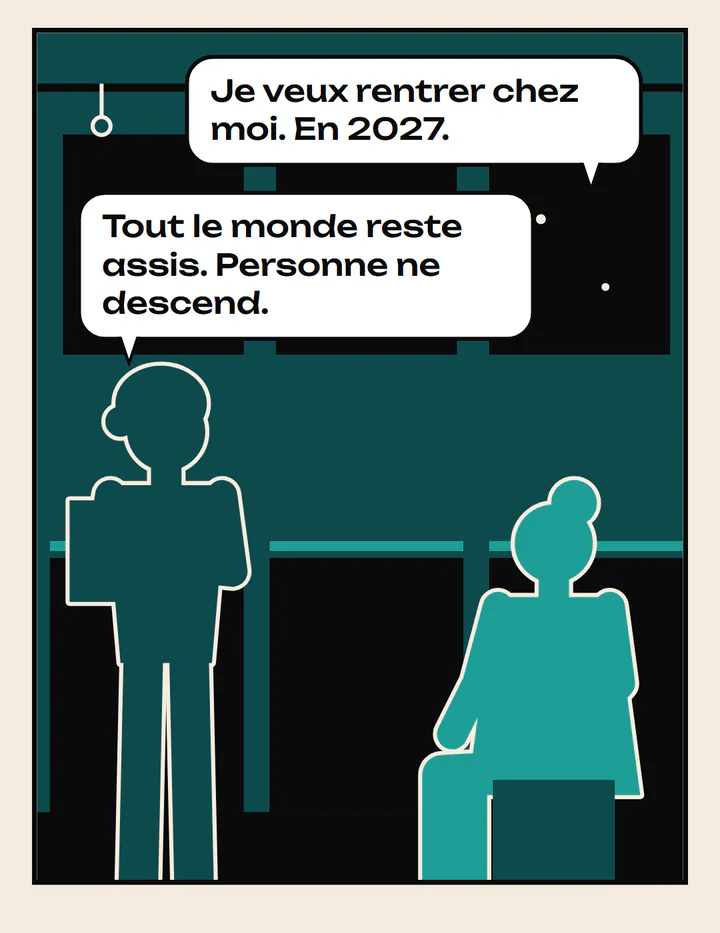 Je veux rentrer chez
moi. En 2027.
Tout le monde reste
assis. Personne ne
descend.